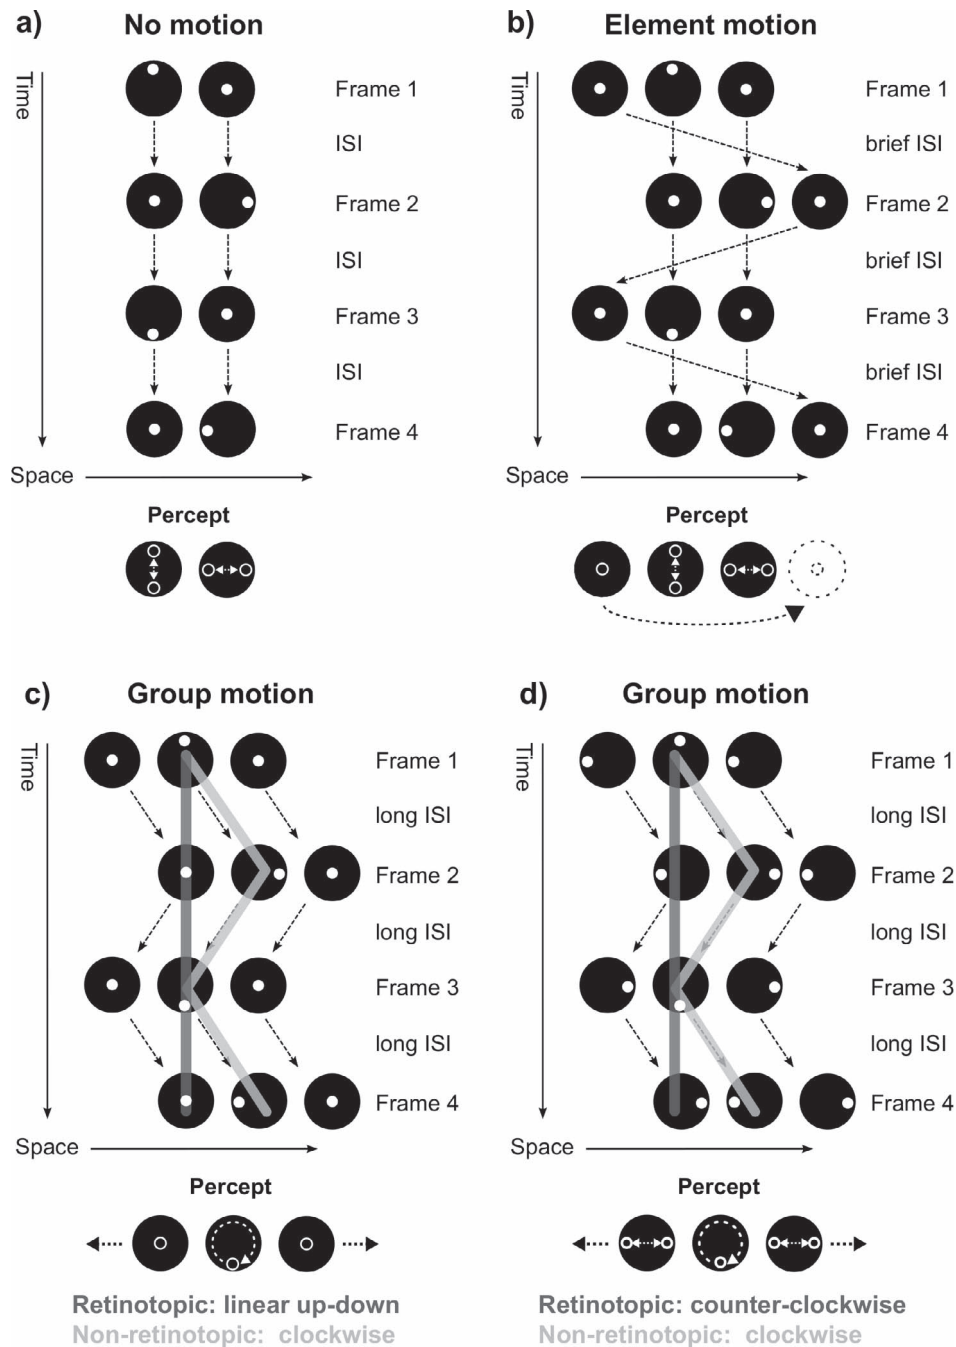 a) No motion
Time
Frame 1
ISI
Frame 2
ISI
Frame 3
ISI
Frame 4
Space
Percept
b) Element motion
Time
Frame 1
brief ISI
Frame 2
brief ISI
Frame 3
brief ISI
Frame 4
Space
Percept
c) Group motion
Time
Frame 1
long ISI
Frame 2
long ISI
Frame 3
long ISI
Frame 4
Space
Percept
Retinotopic: linear up-down
Non-retinotopic: clockwise
d) Group motion
Time
Frame 1
long ISI
Frame 2
long ISI
Frame 3
long ISI
Frame 4
Space
Percept
Retinotopic: counter-clockwise
Non-retinotopic: clockwise